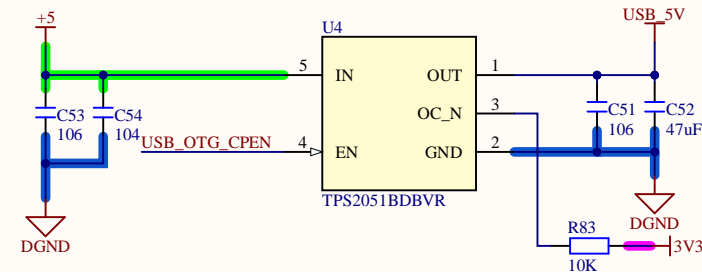 +5
U4
USB_5V
5
IN
OUT
1
C53
106
C54
104
OC_N
3
C51
106
C52
47uF
USB_OTG_CPEN
4
EN
GND
2
TPS2051BDBVR
DGND
DGND
R83
10K
3V3